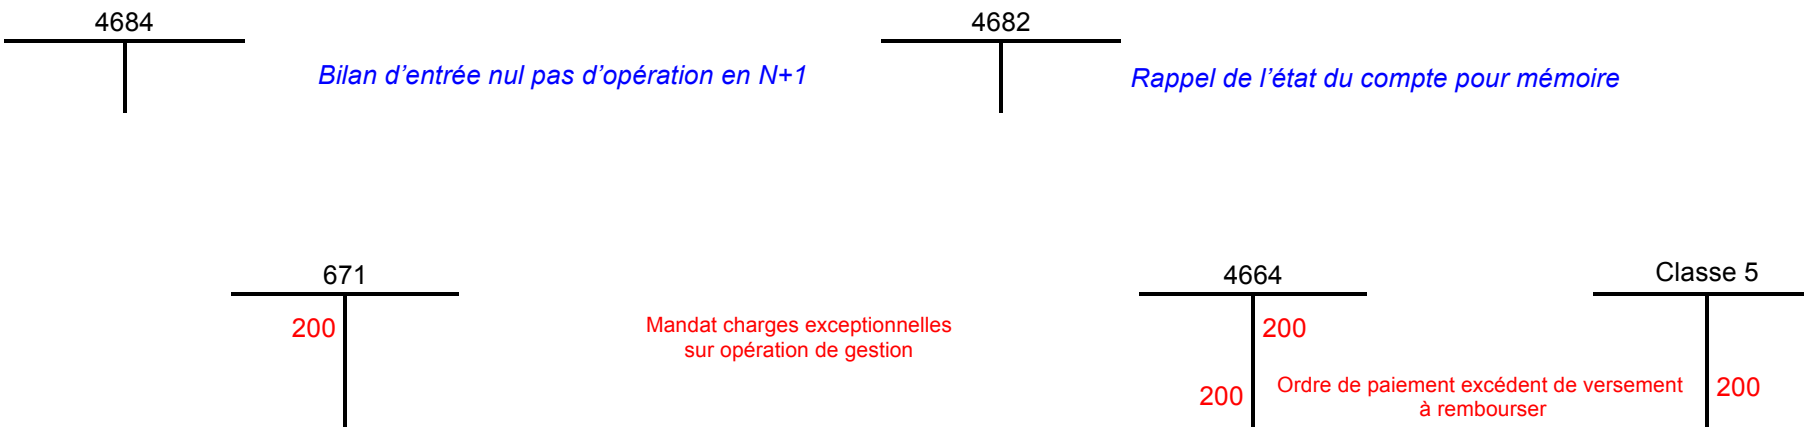 4684
4682
Bilan d'entrée nul pas d'opération en N+1
Rappel de l'état du compte pour mémoire
671
4664
Classe 5
200
Mandat charges exceptionnelles
sur opération de gestion
200
200
Ordre de paiement excédent de versement
à rembourser
200